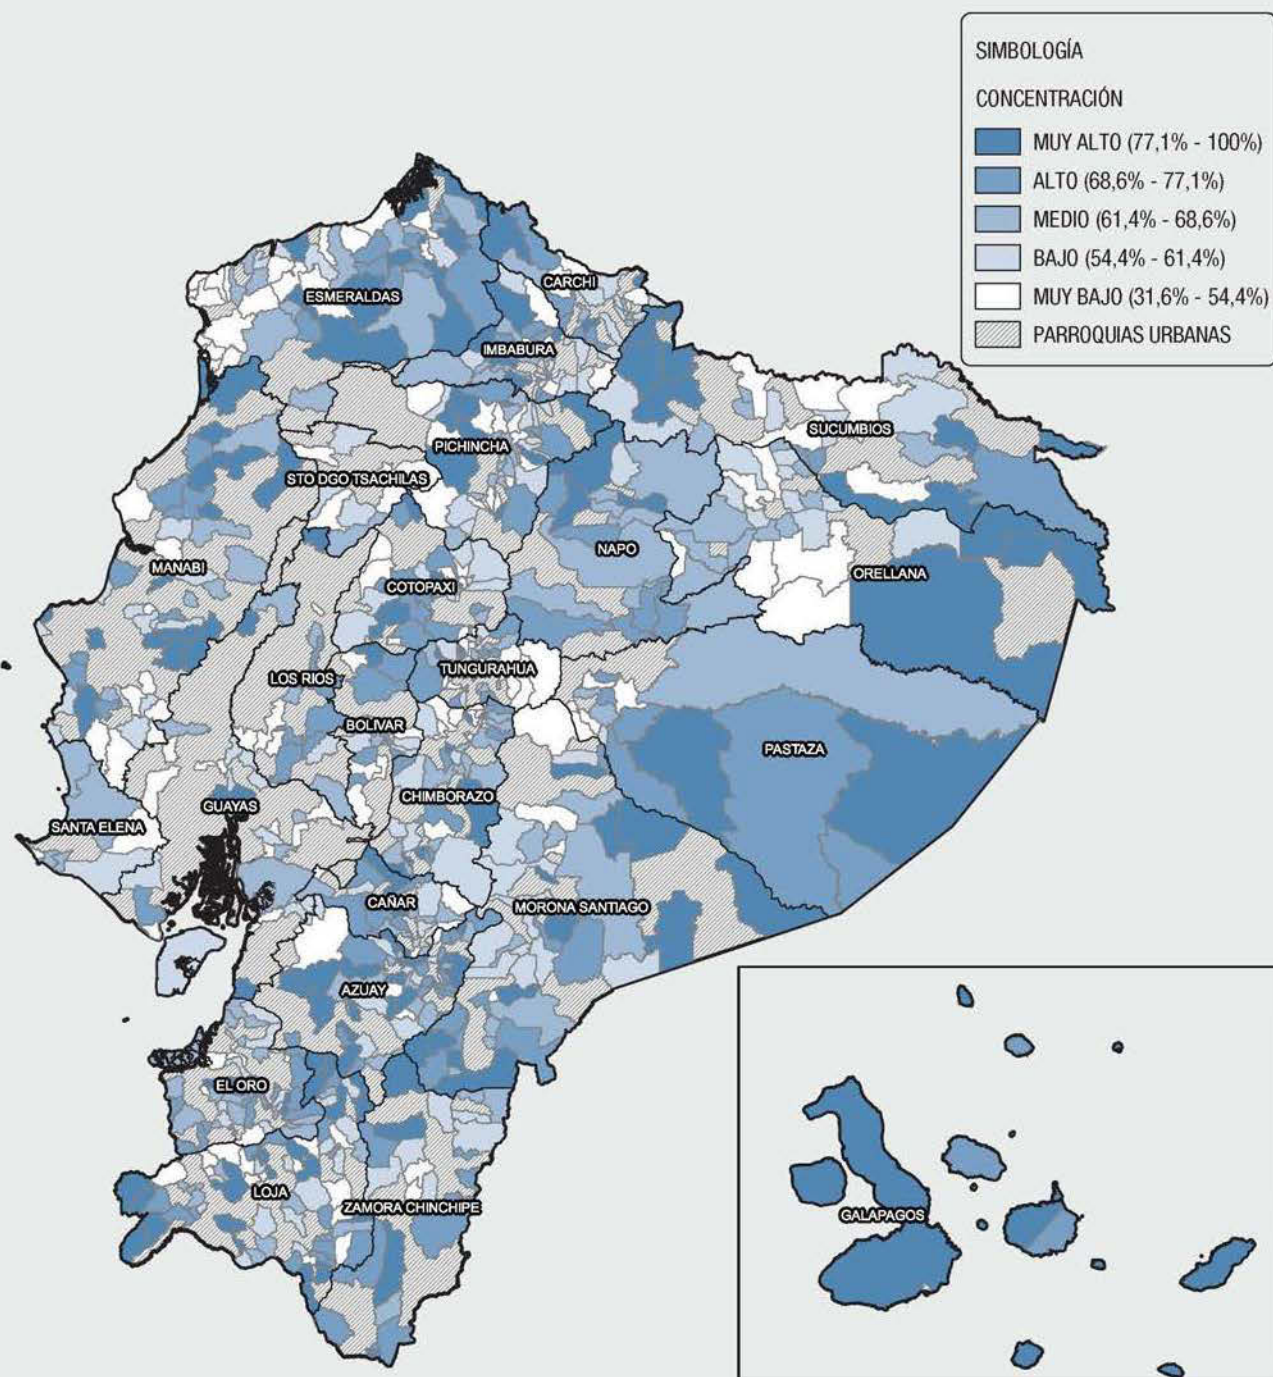 SIMBOLOGÍA
CONCENTRACIÓN
MUY ALTO (77,1% - 100%)
ALTO (68,6% - 77,1%)
MEDIO (61,4% - 68,6%)
BAJO (54,4% - 61,4%)
MUY BAJO (31,6% - 54,4%)
PARROQUIAS URBANAS
ESMERALDAS
CARCHI
IMBABURA
SUCUMBIOS
PICHINCHA
STO DGO TSACHILAS
NAPO
MANABI
ORELLANA
COTOPAXI
TUNGURAHUA
LOS RIOS
BOLIVAR
PASTAZA
CHIMBORAZO
GUAYAS
SANTA ELENA
CAÑAR
MORONA SANTIAGO
AZUAY
EL ORO
LOJA
ZAMORA CHINCHIPE
GALAPAGOS